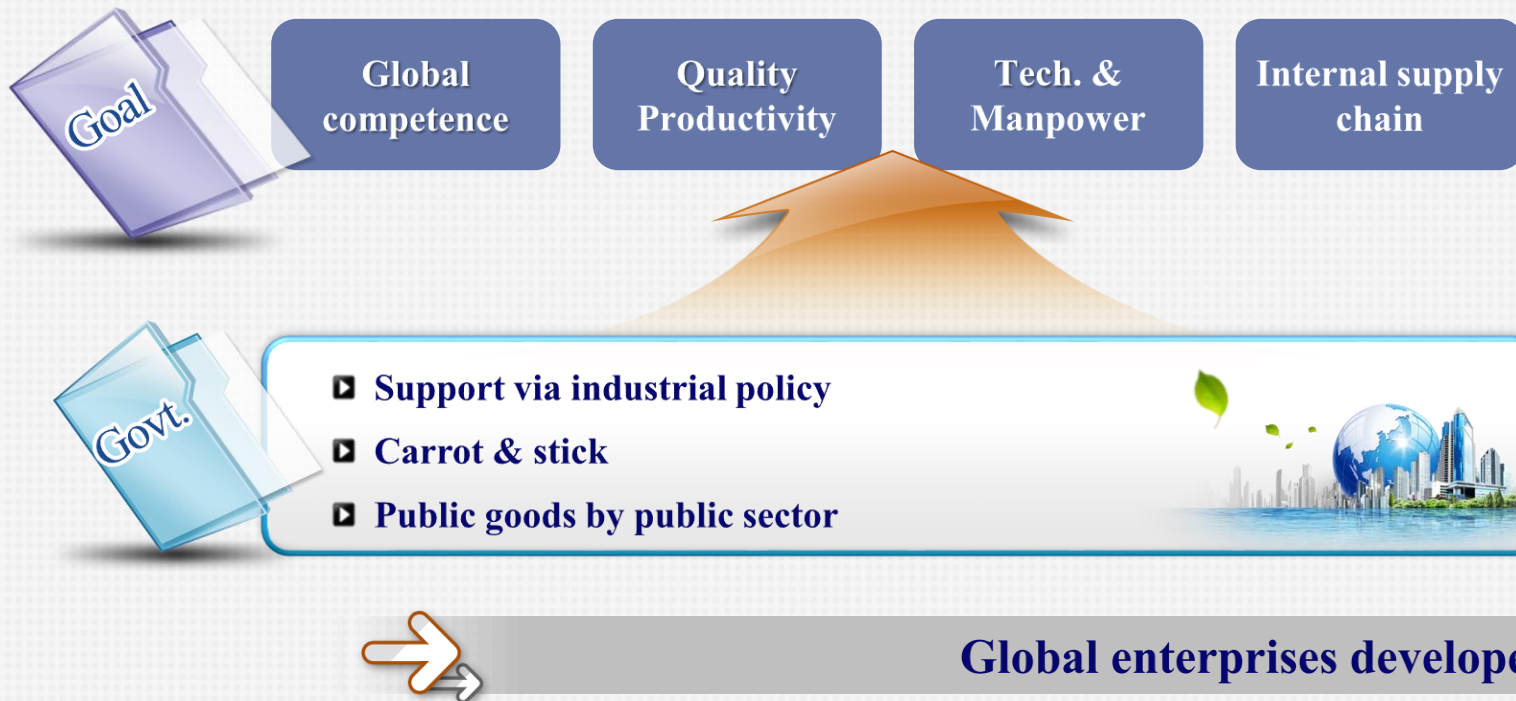 Goal
Global
competence
Quality
Productivity
Tech. &
Manpower
Internal supply
chain
Govt.
Support via industrial policy
Carrot & stick
Public goods by public sector
Global enterprises develope